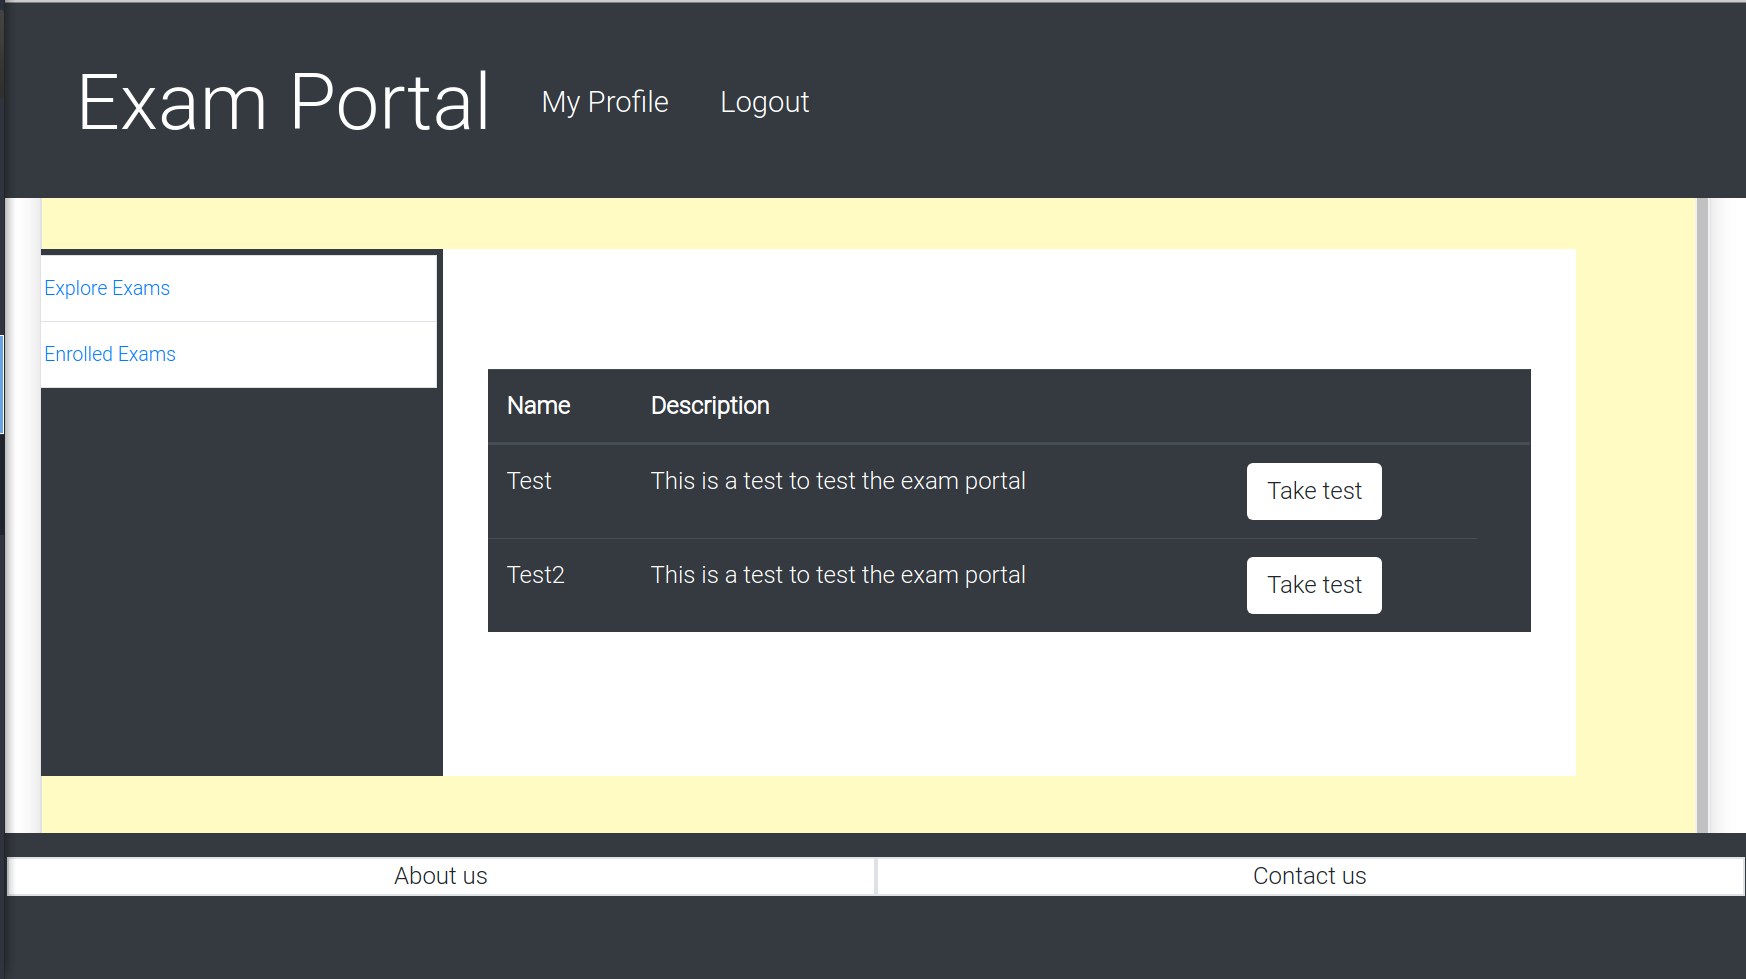 Exam Portal My Profile Logout
Explore Exams
Enrolled Exams
Name Description
Test This is a test to test the exam portal Take test
Test2 This is a test to test the exam portal Take test
About us Contact us